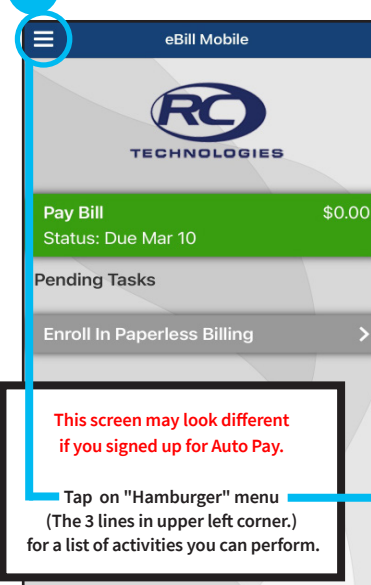 eBill Mobile
RC
TECHNOLOGIES
Pay Bill $0.00
Status: Due Mar 10
Pending Tasks
Enroll In Paperless Billing
This screen may look different
if you signed up for Auto Pay.
Tap on "Hamburger" menu
(The 3 lines in upper left corner.)
for a list of activities you can perform.